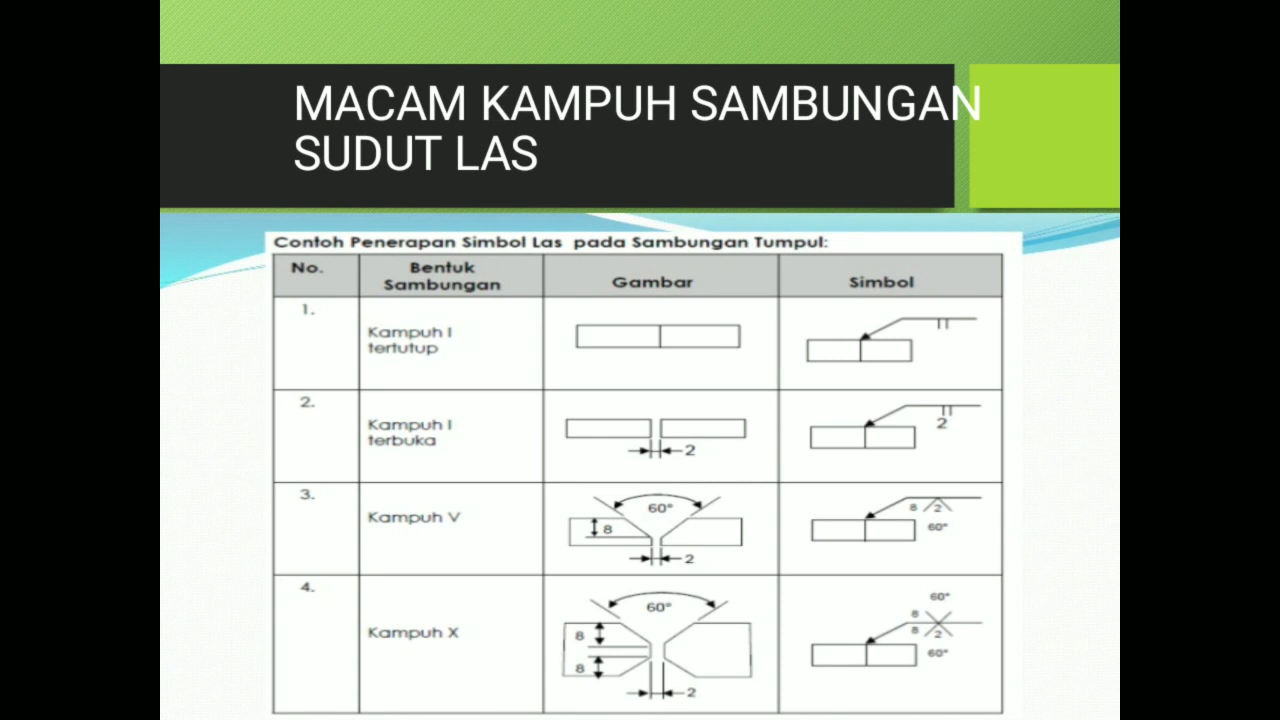 MACAM KAMPUH SAMBUNGAN
SUDUT LAS
Contoh Penerapan Simbol Las pada Sambungan Tumpul:
No.
Bentuk
Sambungan
Gambar
Simbol
1.
Kampuh I
tertutup
2.
Kampuh I
terbuka
2
2
3.
Kampuh V
60°
8
2
8 2
60°
4.
Kampuh X
60°
8
8
2
60°
8
8 2
60°